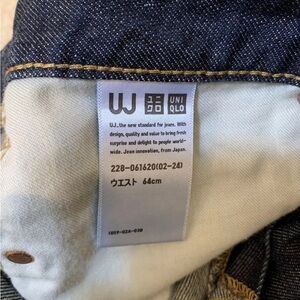 UJ ユニクロ UNIQLO
UJ, the new standard for jeans. With
design, quality and value to bring fresh
surprise and delight to people world-
wide. Jean innovation, from Japan.
228-061620(02-24)
ウエスト 64cm